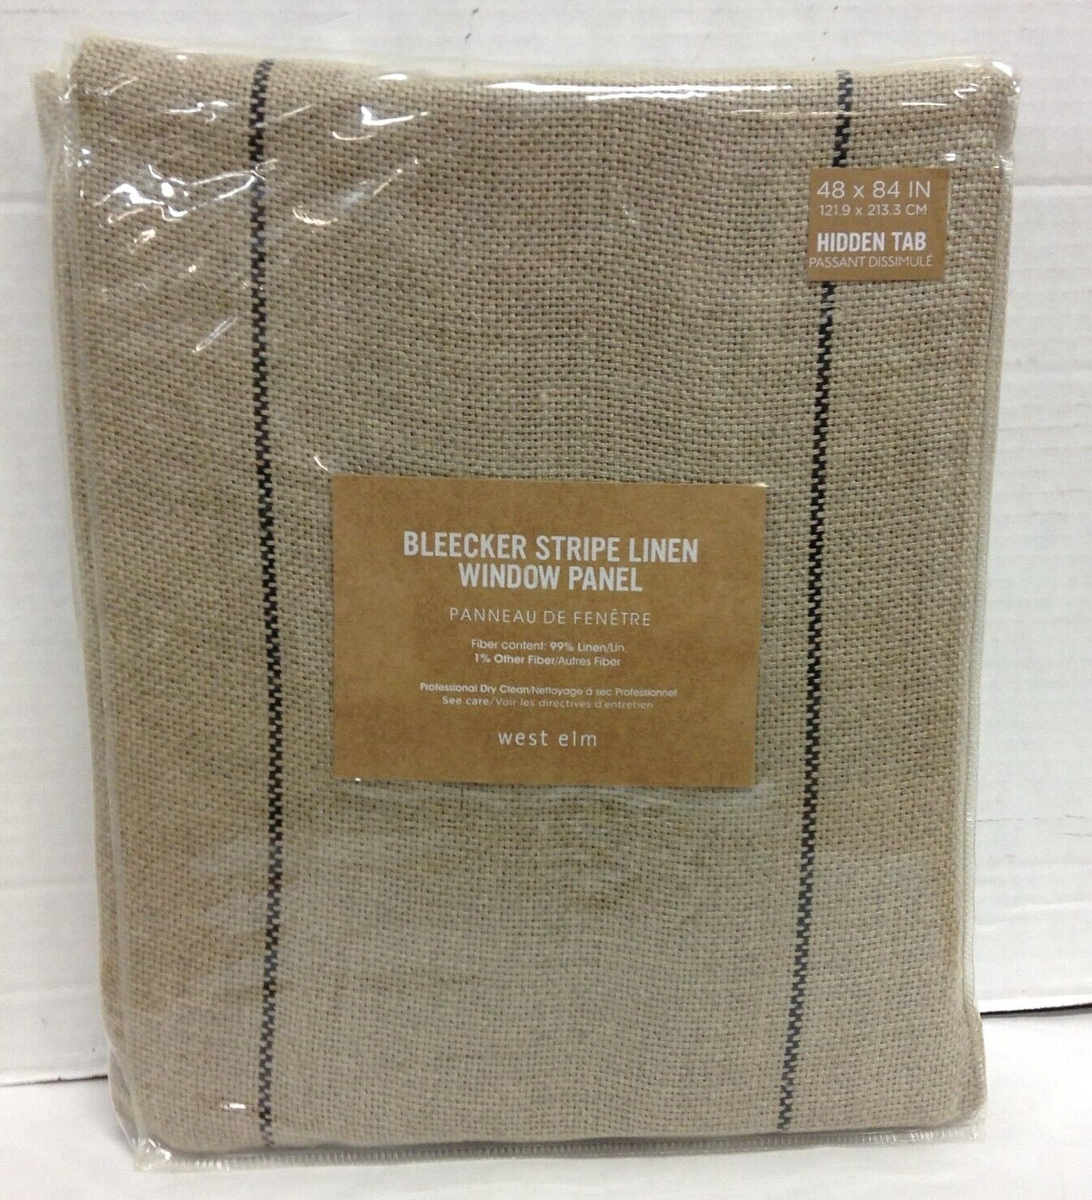 48 x 84 IN
121.9 x 213.3 CM
HIDDEN TAB
PASSANT DISSIMULÉ
BLEECKER STRIPE LINEN
WINDOW PANEL
PANNEAU DE FENÊTRE
Fiber content: 99% Linen/Lin,
1% Other Fiber/Autres Fiber
Professional Dry Clean/Nettoyage à sec Professionnel
See care/Voir les directives d'entretien
west elm